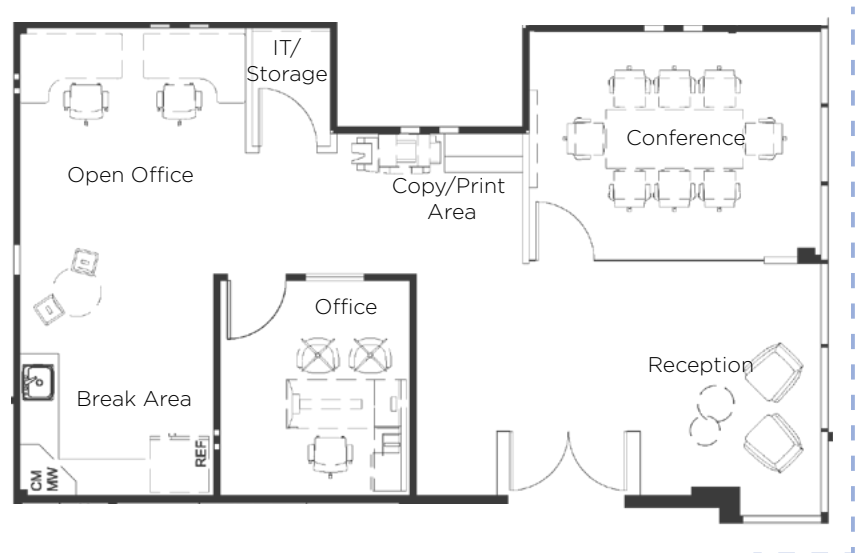 IT/
Storage
Conference
Open Office
Copy/Print
Area
Office
Reception
Break Area
REF
CM
MW